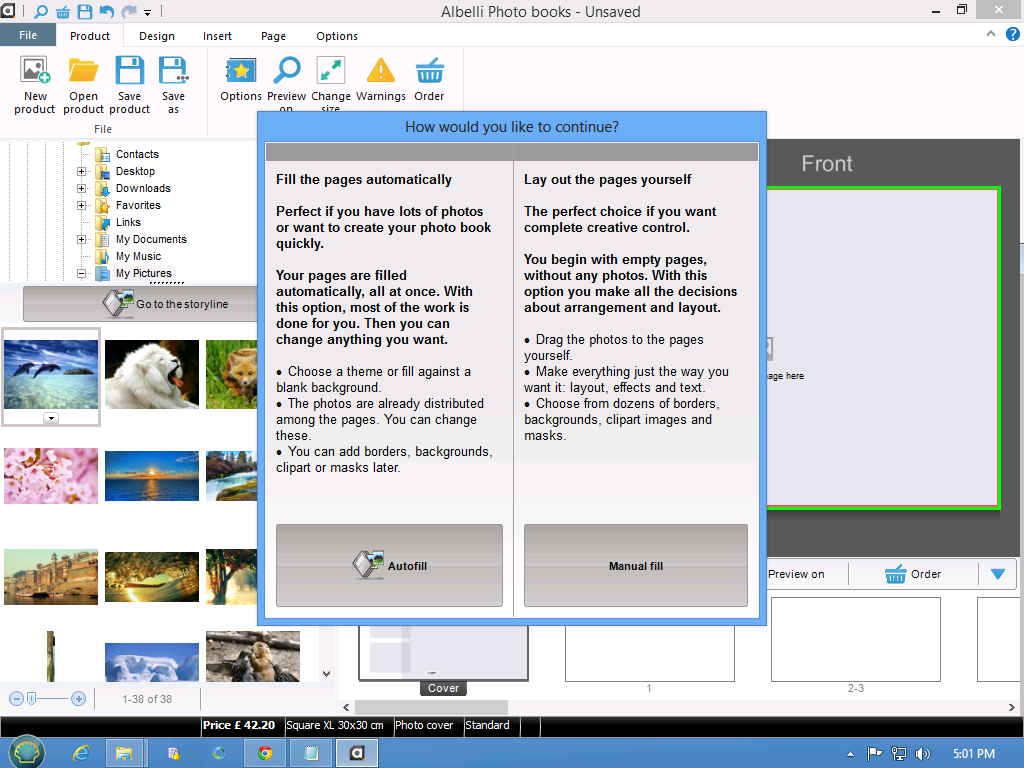 Albelli Photo books - Unsaved
File
Product
Design
Insert
Page
Options
New
product
Open
product
Save
product
Save
as
Options
Preview
on
Change
size
Warnings
Order
File
How would you like to continue?
Contacts
Desktop
Downloads
Favorites
Links
My Documents
My Music
My Pictures
Go to the storyline
Fill the pages automatically
Perfect if you have lots of photos
or want to create your photo book
quickly.
Your pages are filled
automatically, all at once. With
this option, most of the work is
done for you. Then you can
change anything you want.
• Choose a theme or fill against a
blank background.
• The photos are already distributed
among the pages. You can change
these.
• You can add borders, backgrounds,
clipart or masks later.
Autofill
Lay out the pages yourself
The perfect choice if you want
complete creative control.
You begin with empty pages,
without any photos. With this
option you make all the decisions
about arrangement and layout.
• Drag the photos to the pages
yourself.
• Make everything just the way you
want it: layout, effects and text.
• Choose from dozens of borders,
backgrounds, clipart images and
masks.
Manual fill
Front
here
Preview on
Order
Cover
1
2-3
1-38 of 38
Price £ 42.20
Square XL 30x30 cm
Photo cover
Standard
5:01 PM